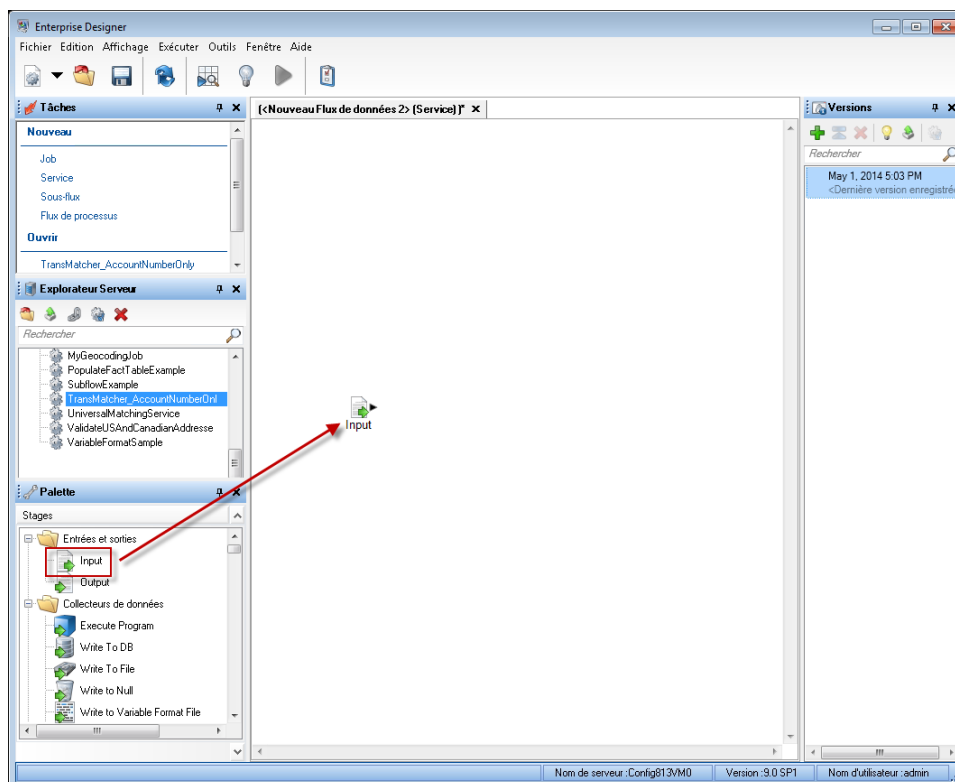 Enterprise Designer
Fichier Edition Affichage Exécuter Outils Fenêtre Aide
Tâches
Nouveau
Job
Service
Sous-flux
Flux de processus
Ouvrir
TransMatcher_AccountNumberOnly
Explorateur Serveur
Rechercher
MyGeocodingJob
PopulateFactTableExample
SubflowExample
TransMatcher_AccountNumberOnl
UniversalMatchingService
ValidateUSAndCanadianAddresse
VariableFormatSample
Palette
Stages
Entrées et sorties
Input
Output
Collecteurs de données
Execute Program
Write To DB
Write To File
Write to Null
Write to Variable Format File
(<Nouveau Flux de données 2> (Service))*
Input
Versions
Rechercher
May 1, 2014 5:03 PM
<Dernière version enregistrée
Nom de serveur :Config813VM0 Version :9.0 SP1 Nom d'utilisateur :admin